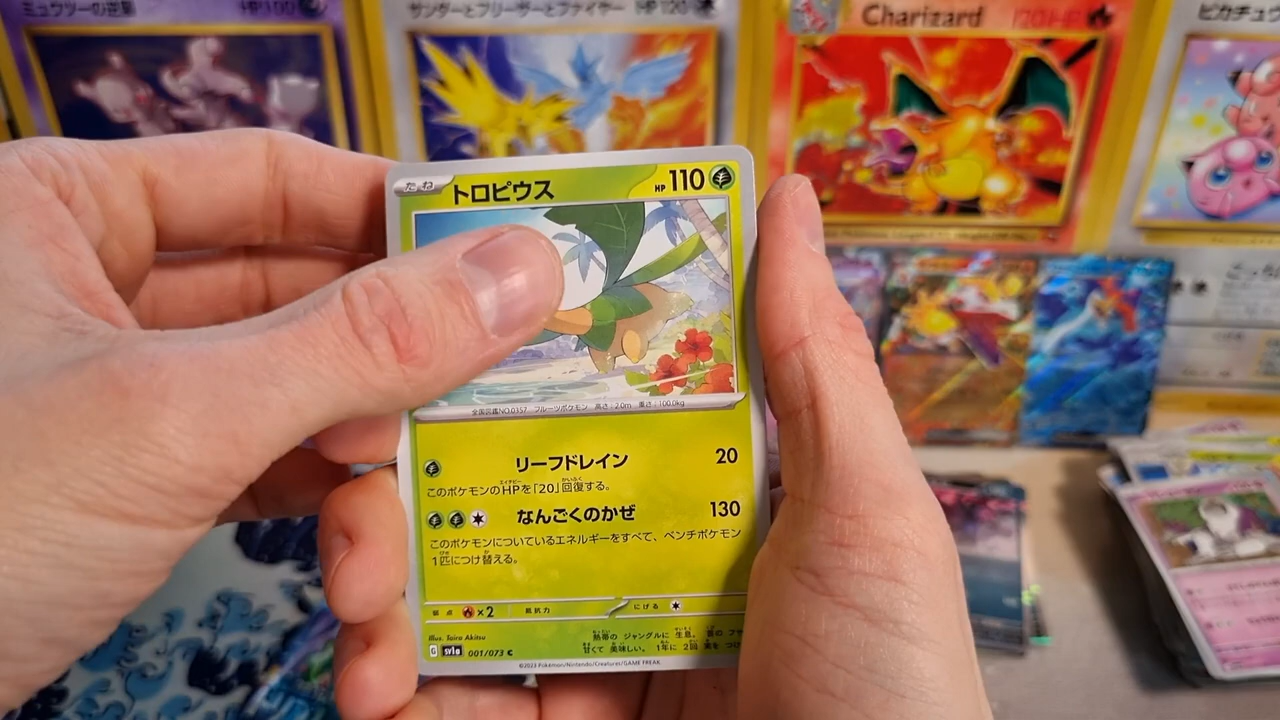 ミュウツーの逆襲 HP100
サンダーとフリーザーとファイヤー HP120
Charizard 120 HP
ピカチュウ
たね トロピウス HP 110
全国図鑑NO.0357 フルーツポケモン 高さ:2.0m 重さ:100.0kg
リーフドレイン 20
このポケモンのHPを「20」回復する。
なんごくのかぜ 130
このポケモンについているエネルギーをすべて、ベンチポケモン
1匹につけ替える。
弱点 ×2 抵抗力 にげる
Illus. Taira Akitsu
熱帯の ジャングルに 生息。
甘くて 美味しい。1年に 2回
G sv1a 001/073 C
©2023 Pokémon/Nintendo/Creatures/GAME FREAK.